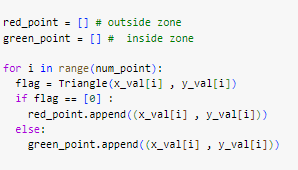 red_point = [] # outside zone
green_point = [] #  inside zone
for i in range(num_point):
  flag = Triangle(x_val[i] , y_val[i])
  if flag == [0] :
    red_point.append((x_val[i] , y_val[i]))
  else:
    green_point.append((x_val[i] , y_val[i]))